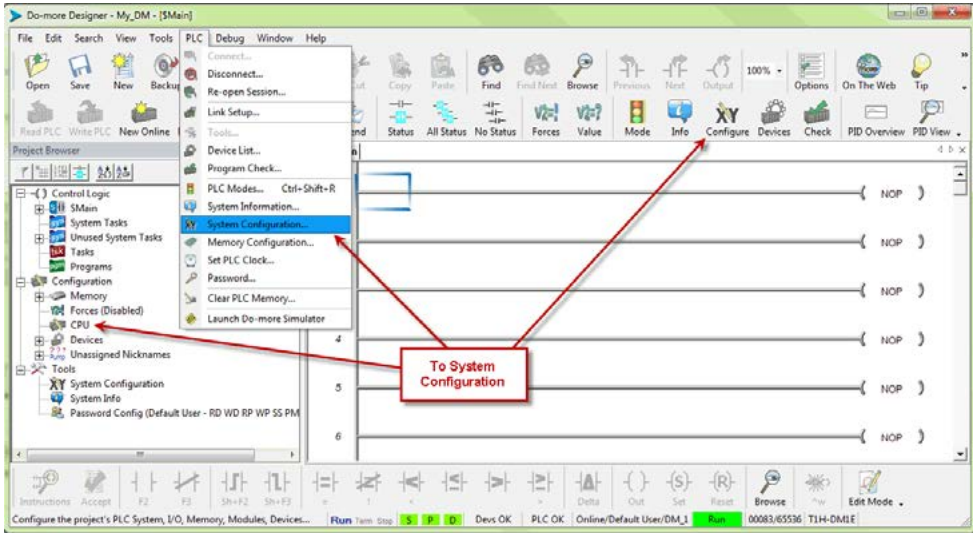 Do-more Designer - My_DM - [$Main]
File Edit Search View Tools PLC Debug Window Help
Open Save New Backup Cut Copy Paste Find Find Next Browse Previous Next Output 100% Options On The Web Tip
Read PLC Write PLC New Online Status All Status No Status Forces Value Mode Info Configure Devices Check PID Overview PID View
Connect...
Disconnect...
Re-open Session...
Link Setup...
Tools...
Device List...
Program Check...
PLC Modes... Ctrl+Shift+R
System Information...
System Configuration...
Memory Configuration...
Set PLC Clock...
Password...
Clear PLC Memory...
Launch Do-more Simulator
Project Browser
Control Logic
$Main
System Tasks
Unused System Tasks
Tasks
Programs
Configuration
Memory
Forces (Disabled)
CPU
Devices
Unassigned Nicknames
Tools
System Configuration
System Info
Password Config (Default User - RD WD RP WP SS PM
NOP
NOP
NOP
4 NOP
5 NOP
6 NOP
To System
Configuration
Instructions Accept F2 F3 Sh+F2 Sh+F3 Delta Out Set Reset Browse ^w Edit Mode
Configure the project's PLC System, I/O, Memory, Modules, Devices... Run Term Stop S P D Devs OK PLC OK Online/Default User/DM_1 Run 00083/65536 T1H-DM1E